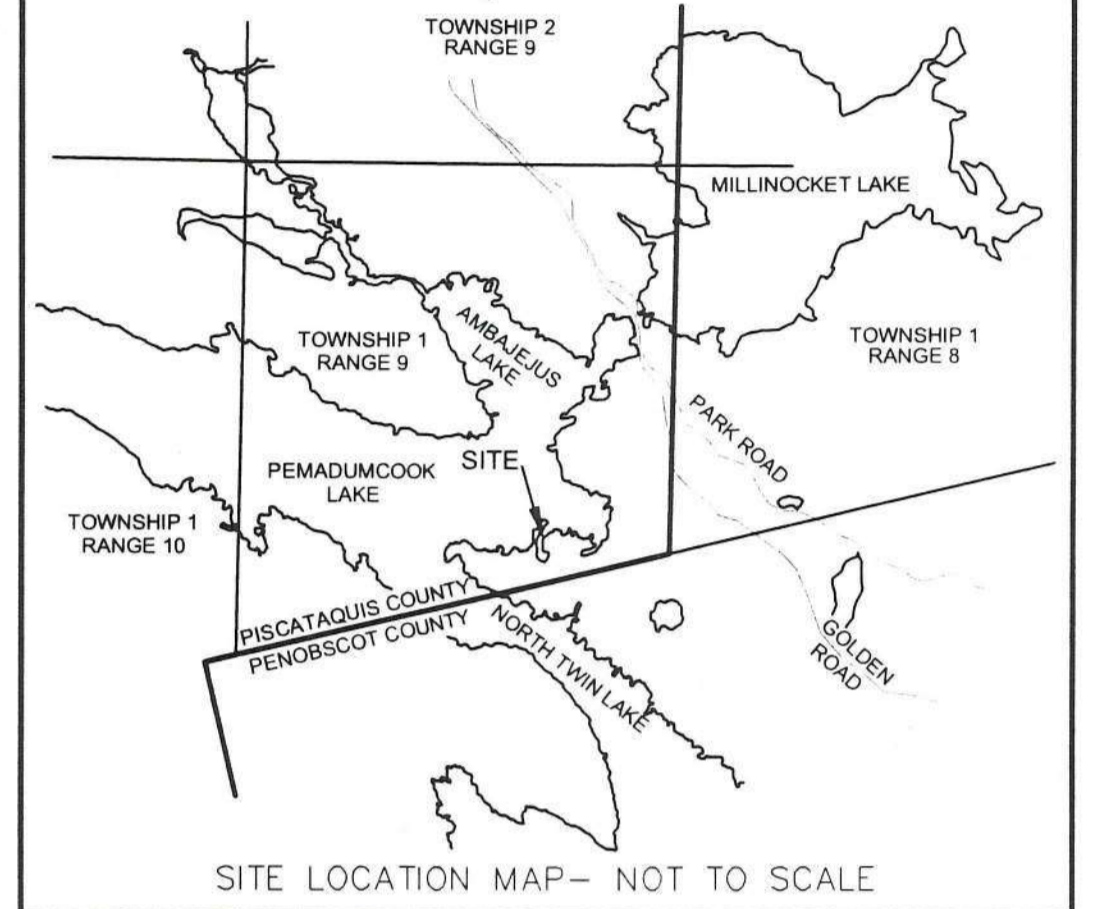 TOWNSHIP 2
RANGE 9
MILLINOCKET LAKE
AMBAJEJUS
LAKE
TOWNSHIP 1
RANGE 9
TOWNSHIP 1
RANGE 8
PARK ROAD
SITE
PEMADUMCOOK
LAKE
TOWNSHIP 1
RANGE 10
PISCATAQUIS COUNTY
PENOBSCOT COUNTY
NORTH TWIN LAKE
GOLDEN
ROAD
SITE LOCATION MAP- NOT TO SCALE